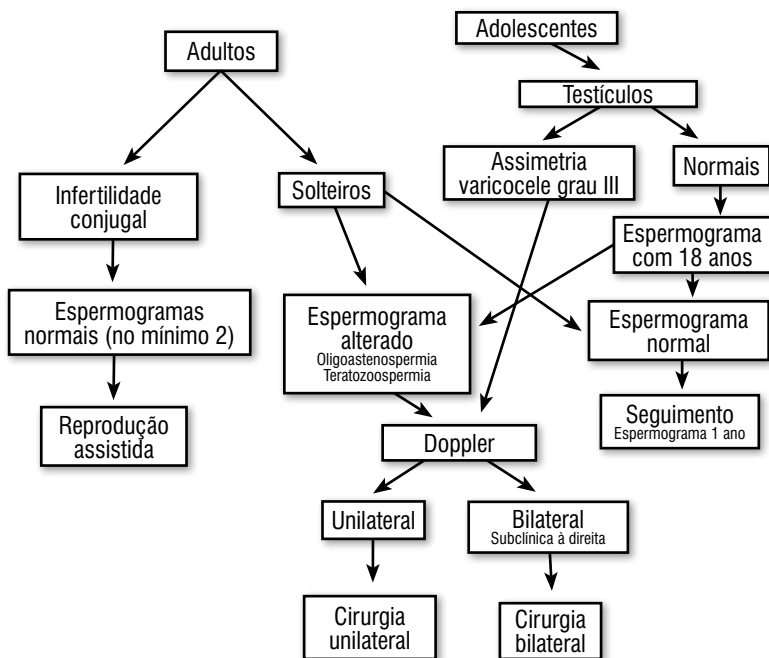 Adolescentes
Adultos
Testículos
Infertilidade
conjugal
Solteiros
Assimetria
varicocele grau III
Normais
Espermograma
com 18 anos
Espermogramas
normais (no mínimo 2)
Espermograma
alterado
Oligoastenospermia
Teratozoospermia
Espermograma
normal
Reprodução
assistida
Doppler
Seguimento
Espermograma 1 ano
Unilateral
Bilateral
Subclínica à direita
Cirurgia
unilateral
Cirurgia
bilateral